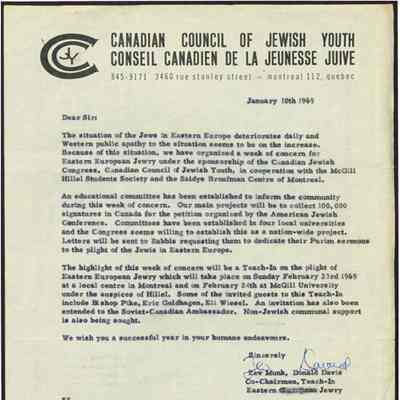 CCJY
CANADIAN COUNCIL OF JEWISH YOUTH
CONSEIL CANADIEN DE LA JEUNESSE JUIVE
845-9171 3460 rue stanley street – montreal 112, quebec
January 10th 1969
Dear Sir:
The situation of the Jews in Eastern Europe deteriorates daily and
Western public apathy to the situation seems to be on the increase.
Because of this situation, we have organized a week of concern for
Eastern European Jewry under the sponsorship of the Canadian Jewish
Congress, Canadian Council of Jewish Youth, in cooperation with the McGill
Hillel Students Society and the Saidye Bronfman Centre of Montreal.
An educational committee has been established to inform the community
during this week of concern. Our main projects will be to collect 100,000
signatures in Canada for the petition organized by the American Jewish
Conference. Committees have been established in four local universities
and the Congress seems willing to establish this as a nation-wide project.
Letters will be sent to Rabbis requesting them to dedicate their Purim sermons
to the plight of the Jews in Eastern Europe.
The highlight of this week of concern will be a Teach-In on the plight of
Eastern European Jewry which will take place on Sunday February 23rd 1969
at a local centre in Montreal and on February 24th at McGill University
under the auspices of Hillel. Some of the invited guests to this Teach-In
include Bishop Pike, Eric Goldhagen, Eli Wiesel. An invitation has also been
extended to the Soviet-Canadian Ambassador. Non-Jewish communal support
is also being sought.
We wish you a successful year in your humane endeavours.
Sincerely
Zev Munk, Donald Davis
Co-Chairmen, Teach-In
Eastern European Jewry